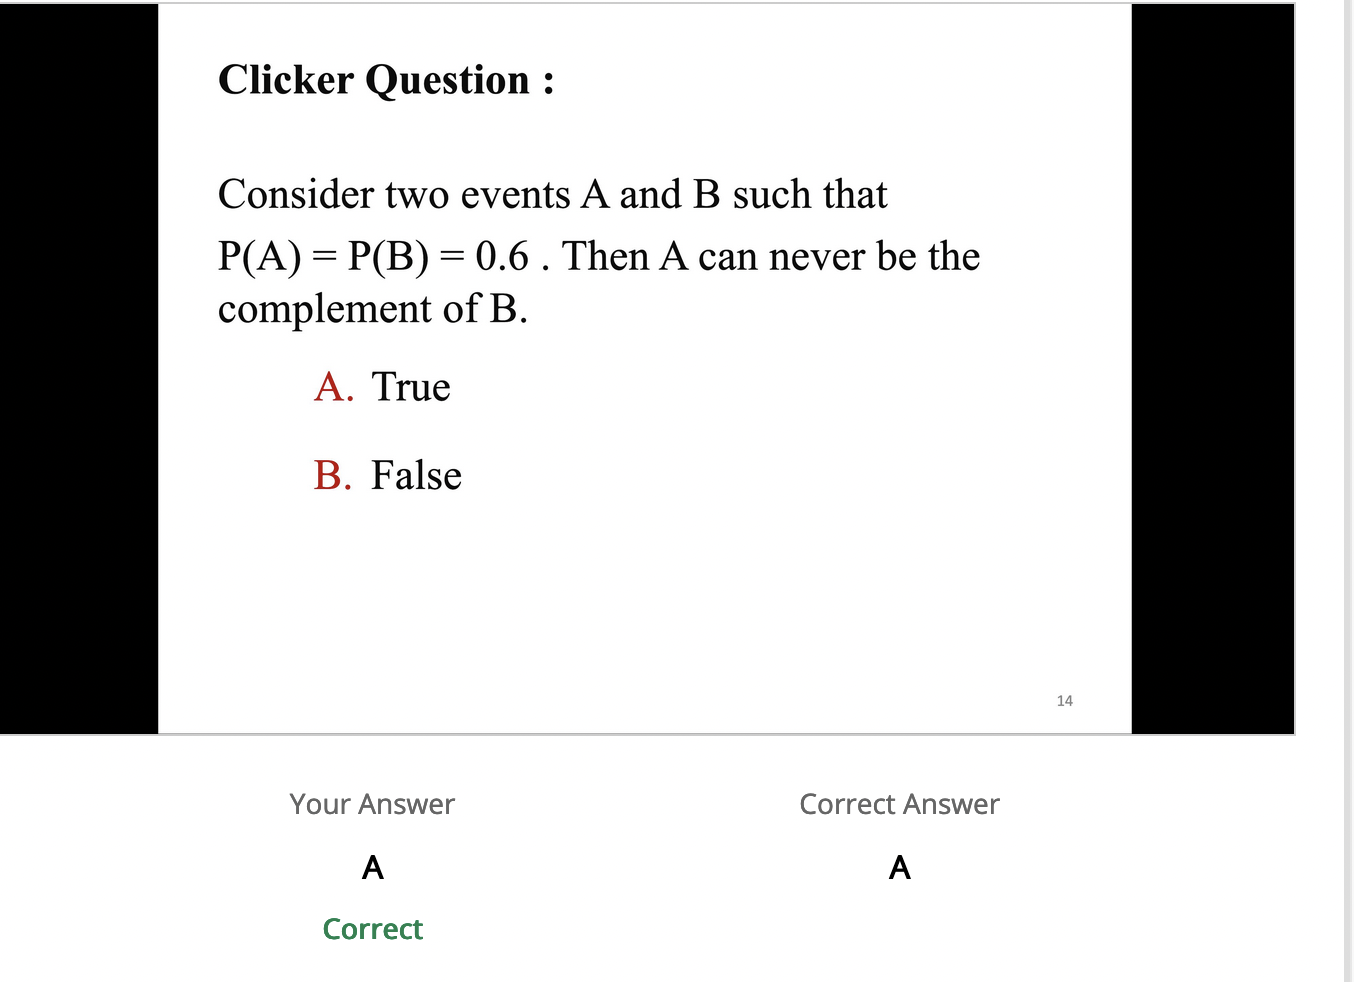 Clicker Question :
Consider two events A and B such that
P(A) = P(B) = 0.6 . Then A can never be the
complement of B.
A. True
B. False
14
Your Answer
Correct Answer
A
A
Correct